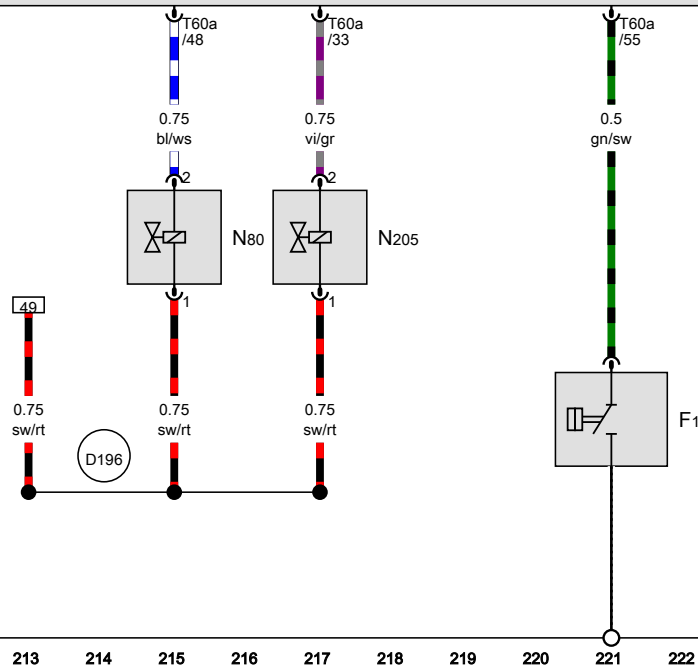 T60a
/48
T60a
/33
T60a
/55
0.75
bl/ws
0.75
vi/gr
0.5
gn/sw
2
2
N80
N205
49
1
1
F1
0.75
sw/rt
0.75
sw/rt
0.75
sw/rt
D196
213 214 215 216 217 218 219 220 221 222